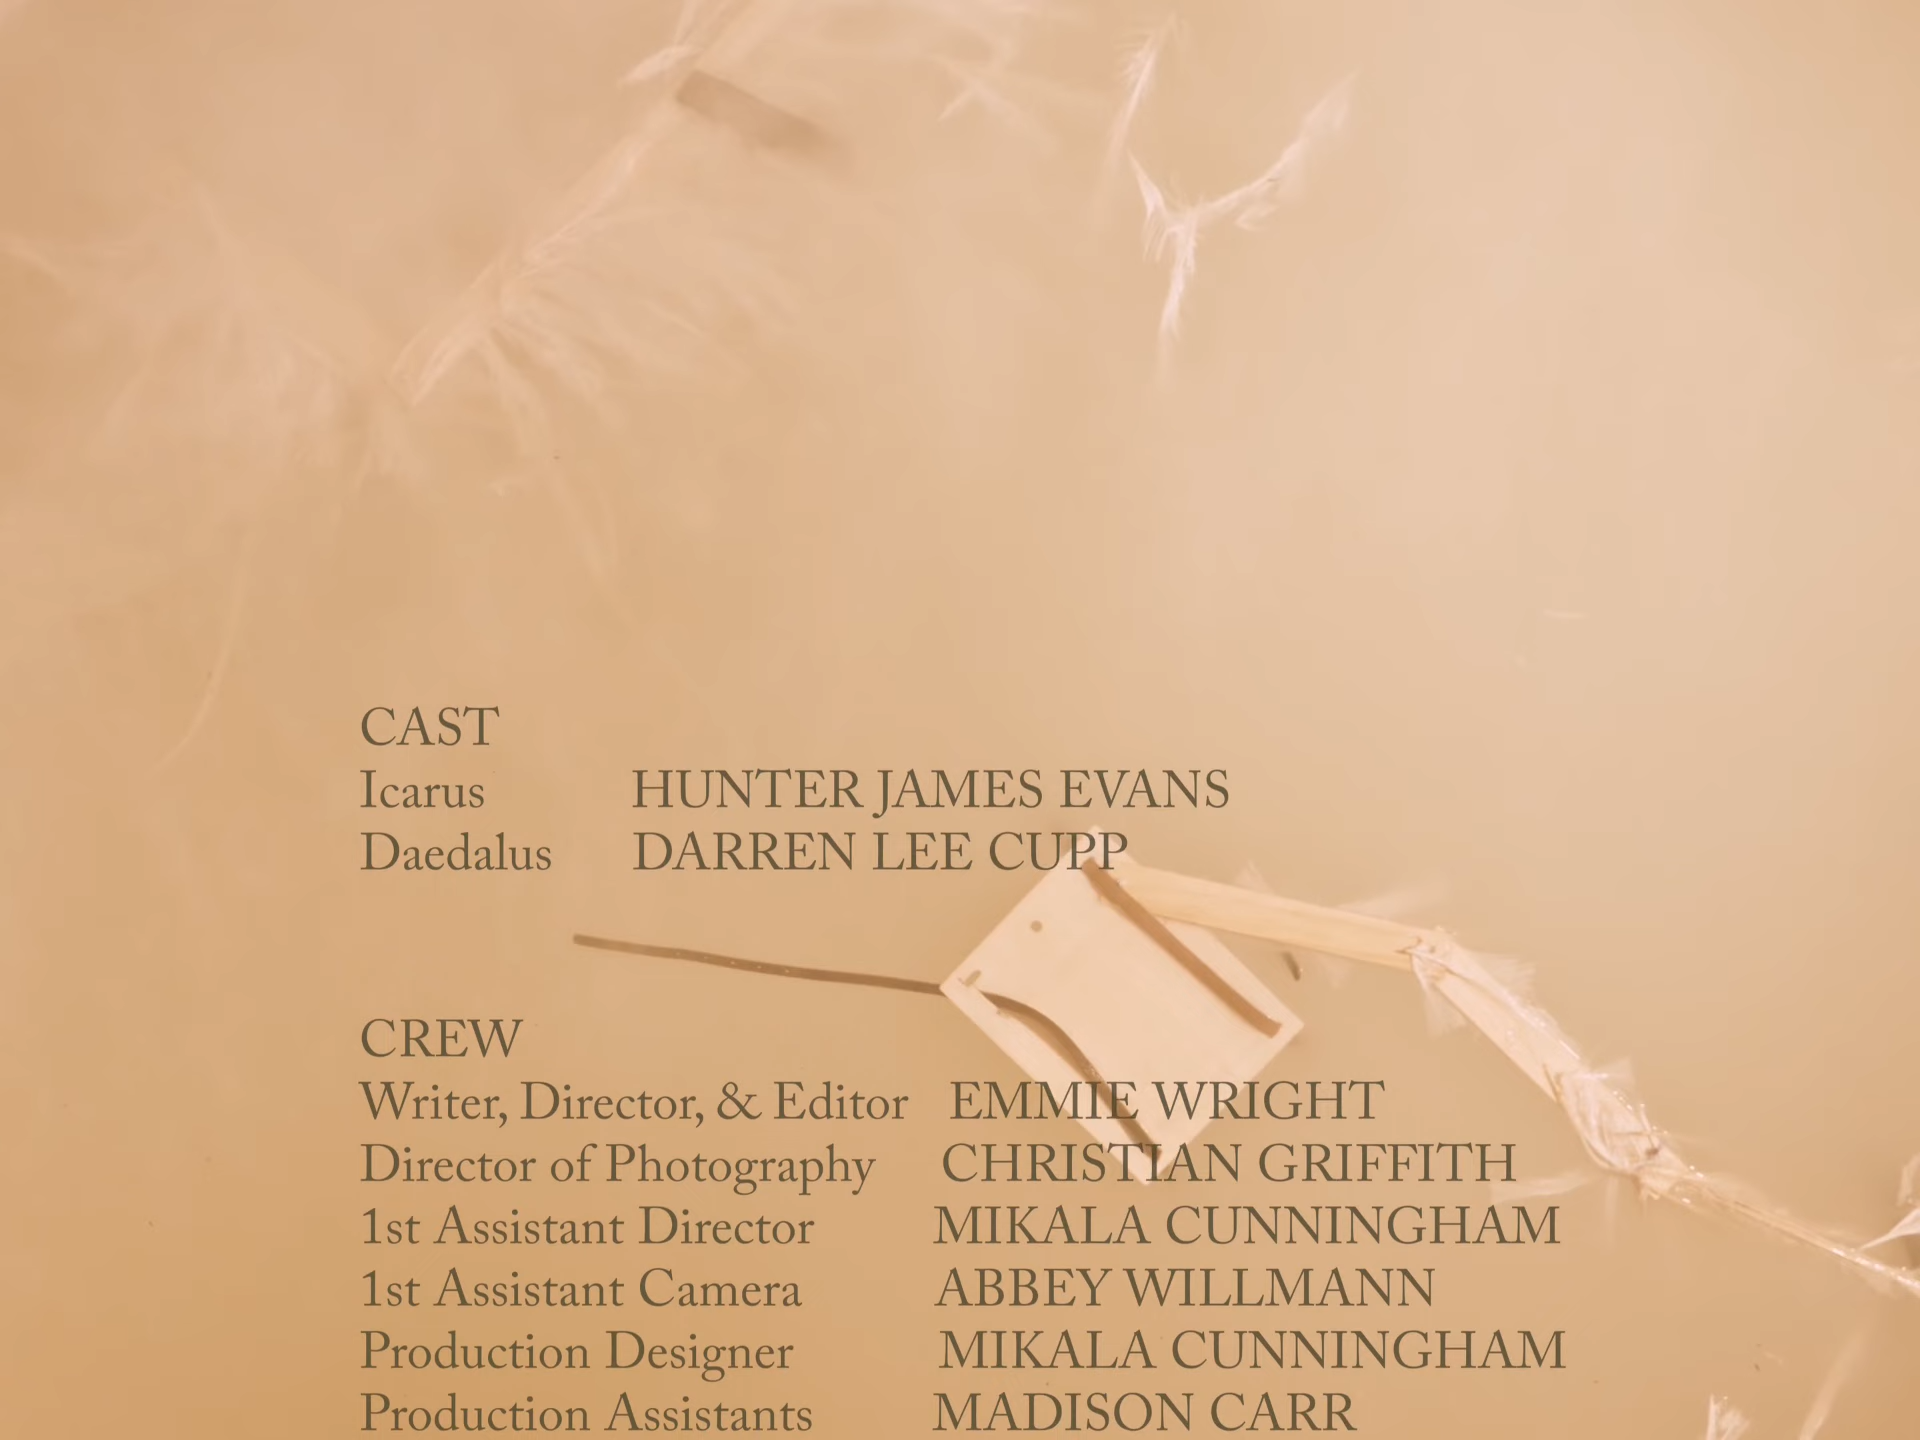 CAST
Icarus HUNTER JAMES EVANS
Daedalus DARREN LEE CUPP
CREW
Writer, Director, & Editor EMMIE WRIGHT
Director of Photography CHRISTIAN GRIFFITH
1st Assistant Director MIKALA CUNNINGHAM
1st Assistant Camera ABBEY WILLMANN
Production Designer MIKALA CUNNINGHAM
Production Assistants MADISON CARR